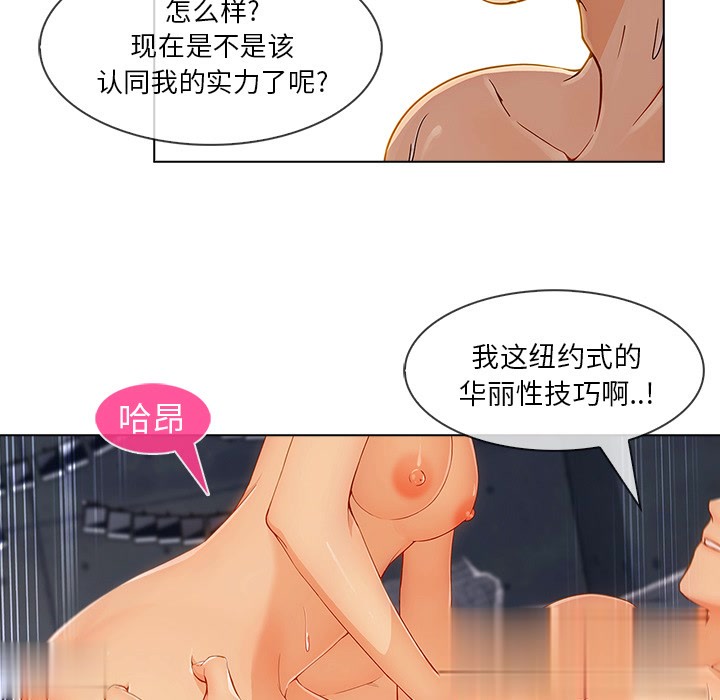 怎么样?
现在是不是该
认同我的实力了呢?
我这纽约式的
华丽性技巧啊..!
哈昂